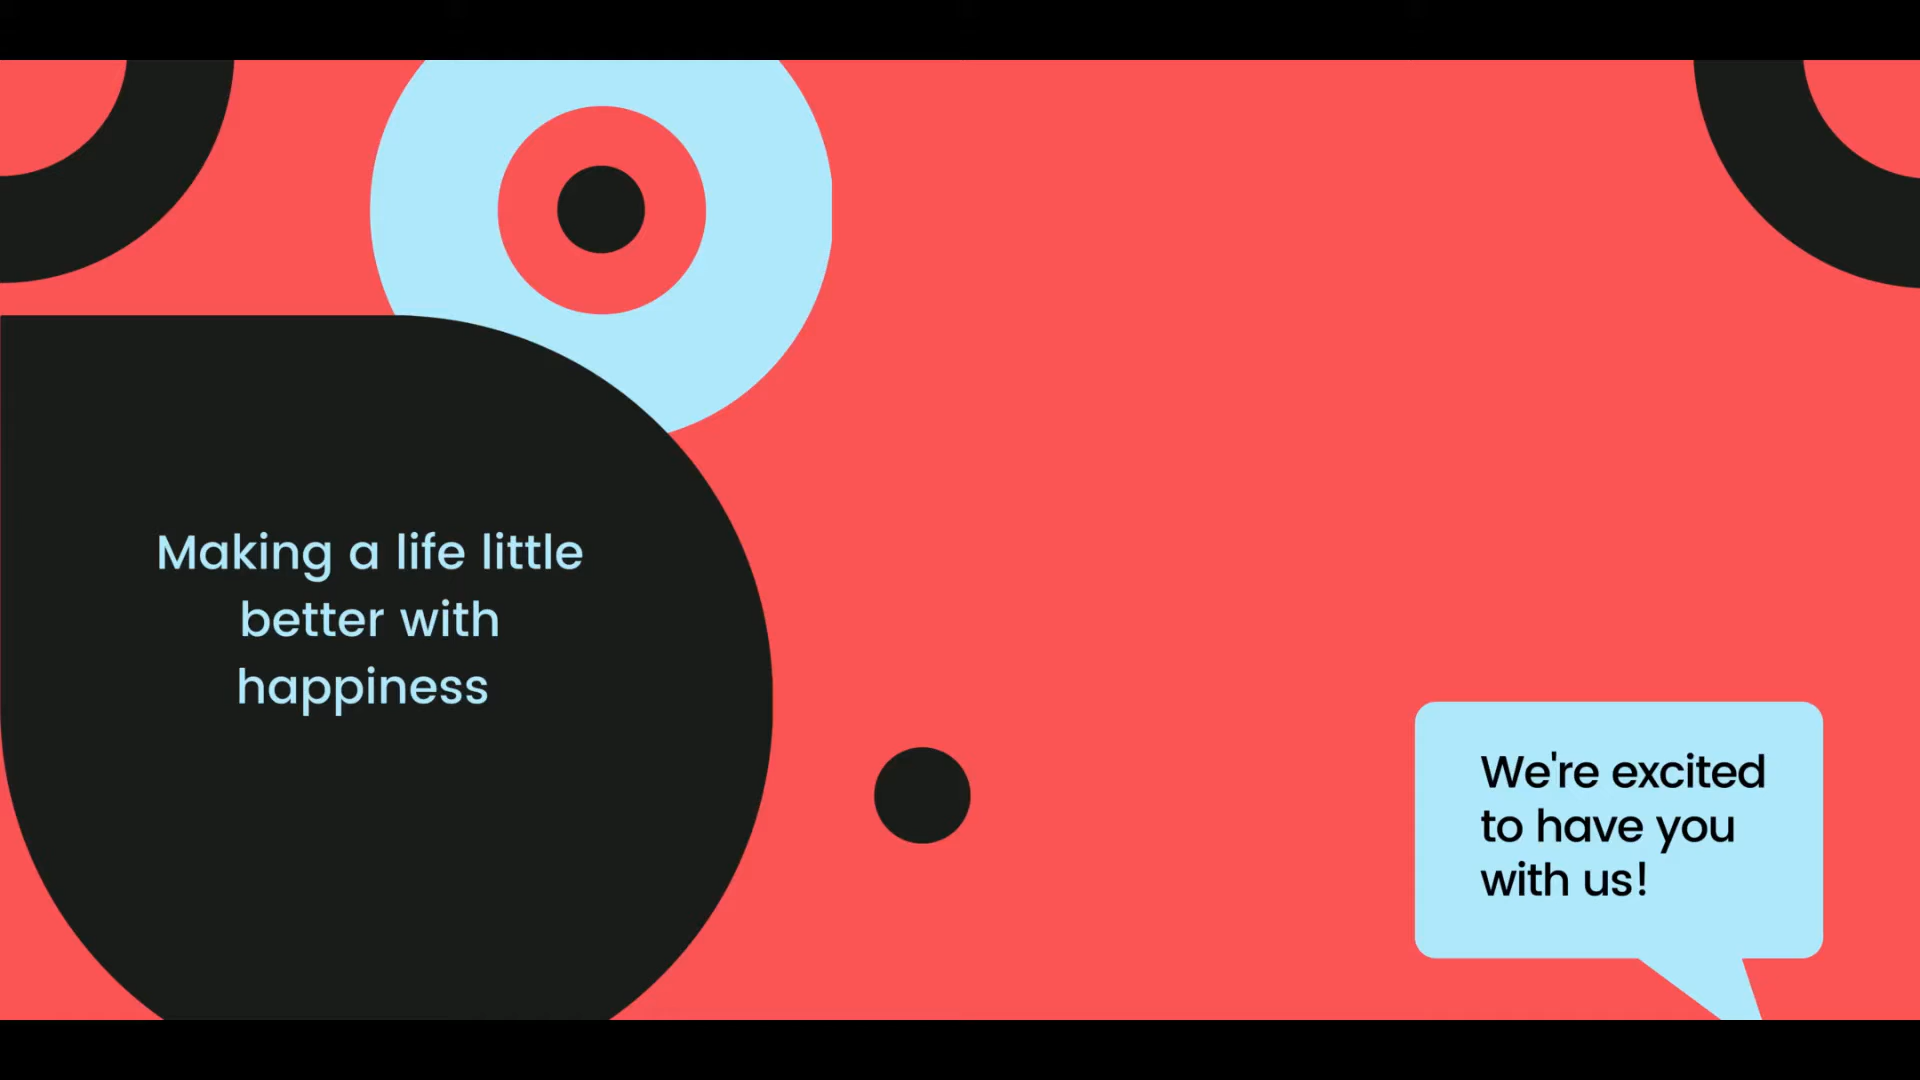 Making a life little
better with
happiness
We're excited
to have you
with us!